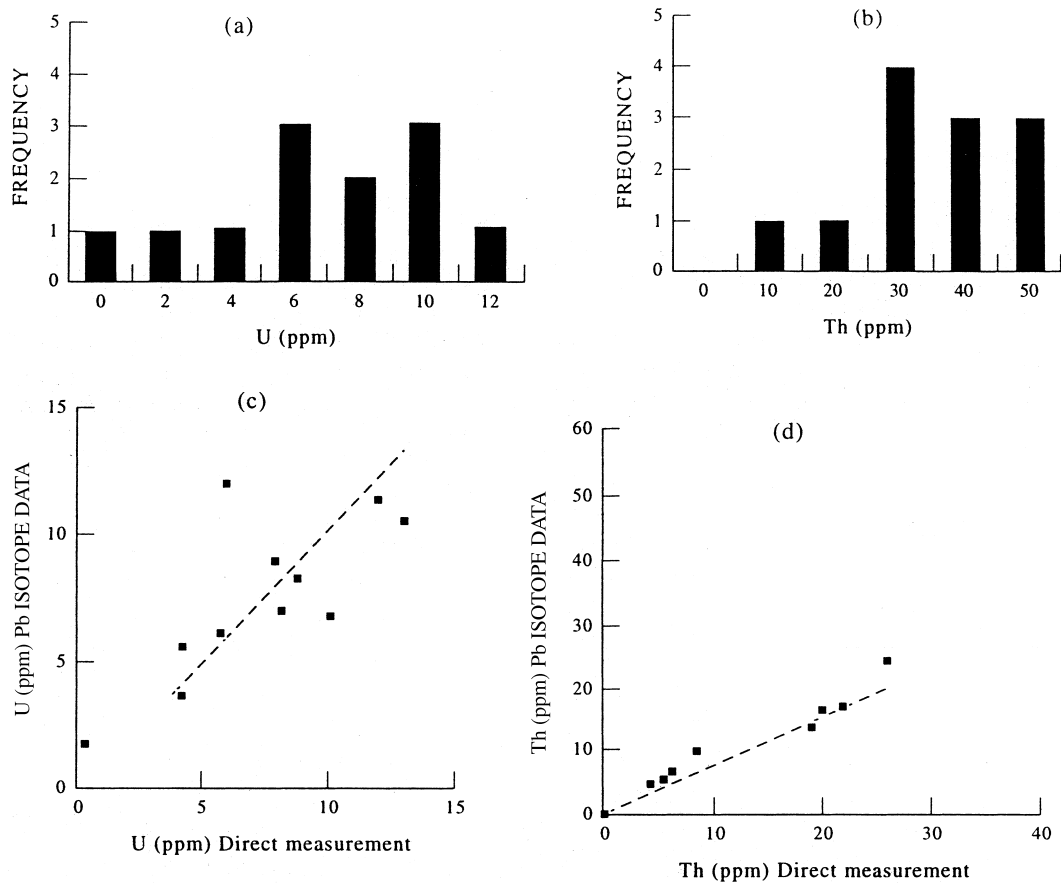 (a)
5
4
3
2
1
0
FREQUENCY
0 2 4 6 8 10 12
U (ppm)
(b)
5
4
3
2
1
0
FREQUENCY
0 10 20 30 40 50
Th (ppm)
(c)
15
10
5
0
U (ppm) Pb ISOTOPE DATA
0 5 10 15
U (ppm) Direct measurement
(d)
60
50
40
30
20
10
0
Th (ppm) Pb ISOTOPE DATA
0 10 20 30 40
Th (ppm) Direct measurement